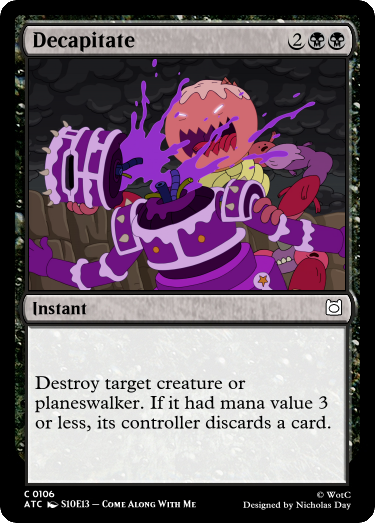 Decapitate 2
Instant
Destroy target creature or
planeswalker. If it had mana value 3
or less, its controller discards a card.
C 0106 © WotC
ATC S10E13 — Come Along With Me Designed by Nicholas Day